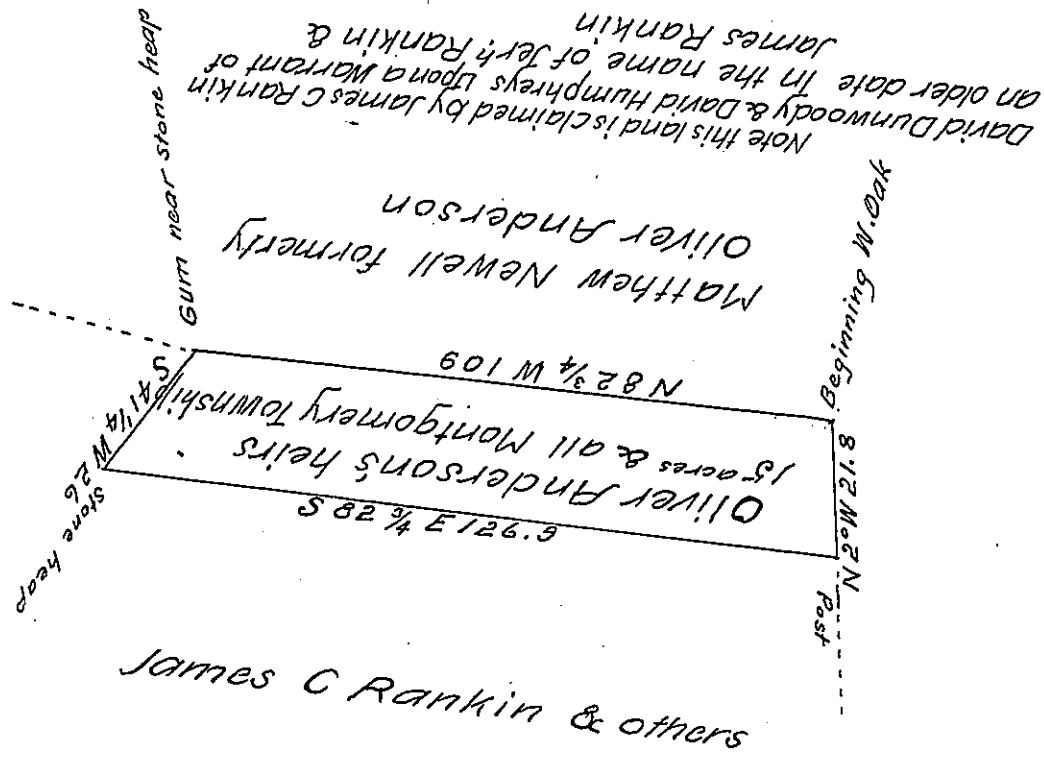 Note this land is claimed by James C Rankin
David Dunwoody & David Humphreys Upon a Warrant of
an older date In the name of Jerh. Rankin &
James Rankin
Matthew Newell formerly
Oliver Anderson
Gum near stone heap
Beginning W. Oak
N 82 3/4 W 109
S 41 1/4 W 26
stone heap
Oliver Anderson's heirs
15 acres & all Montgomery Township
S 82 3/4 E 126.5
N 2° W 21.8
Post
James C Rankin & others